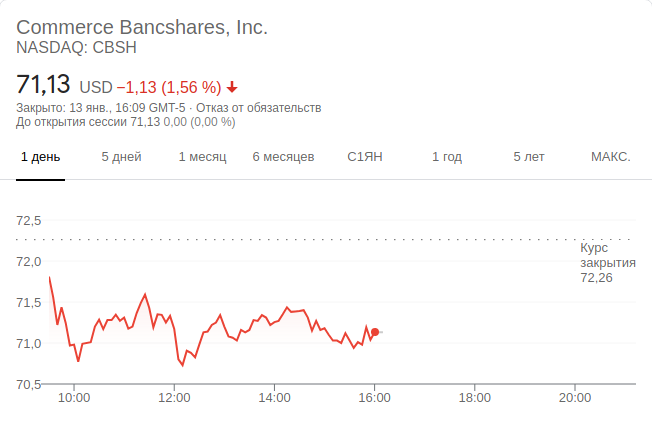 Commerce Bancshares, Inc.
NASDAQ: CBSH
71,13 USD −1,13 (1,56 %)
Закрыто: 13 янв., 16:09 GMT-5 · Отказ от обязательств
До открытия сессии 71,13 0,00 (0,00 %)
1 день 5 дней 1 месяц 6 месяцев С1ЯН 1 год 5 лет МАКС.
72,5
Курс
закрытия
72,26
72,0
71,5
71,0
70,5
10:00 12:00 14:00 16:00 18:00 20:00